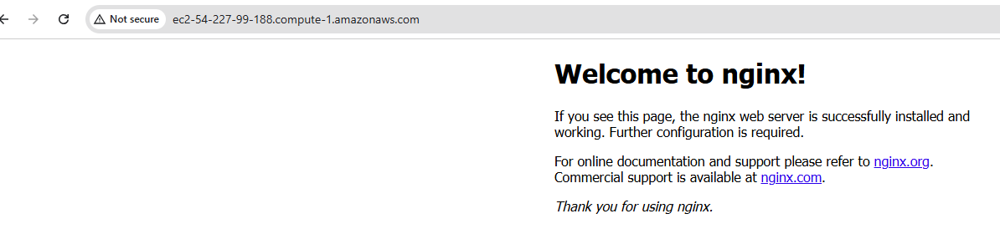 Not secure
ec2-54-227-99-188.compute-1.amazonaws.com
Welcome to nginx!
If you see this page, the nginx web server is successfully installed and
working. Further configuration is required.
For online documentation and support please refer to nginx.org.
Commercial support is available at nginx.com.
Thank you for using nginx.